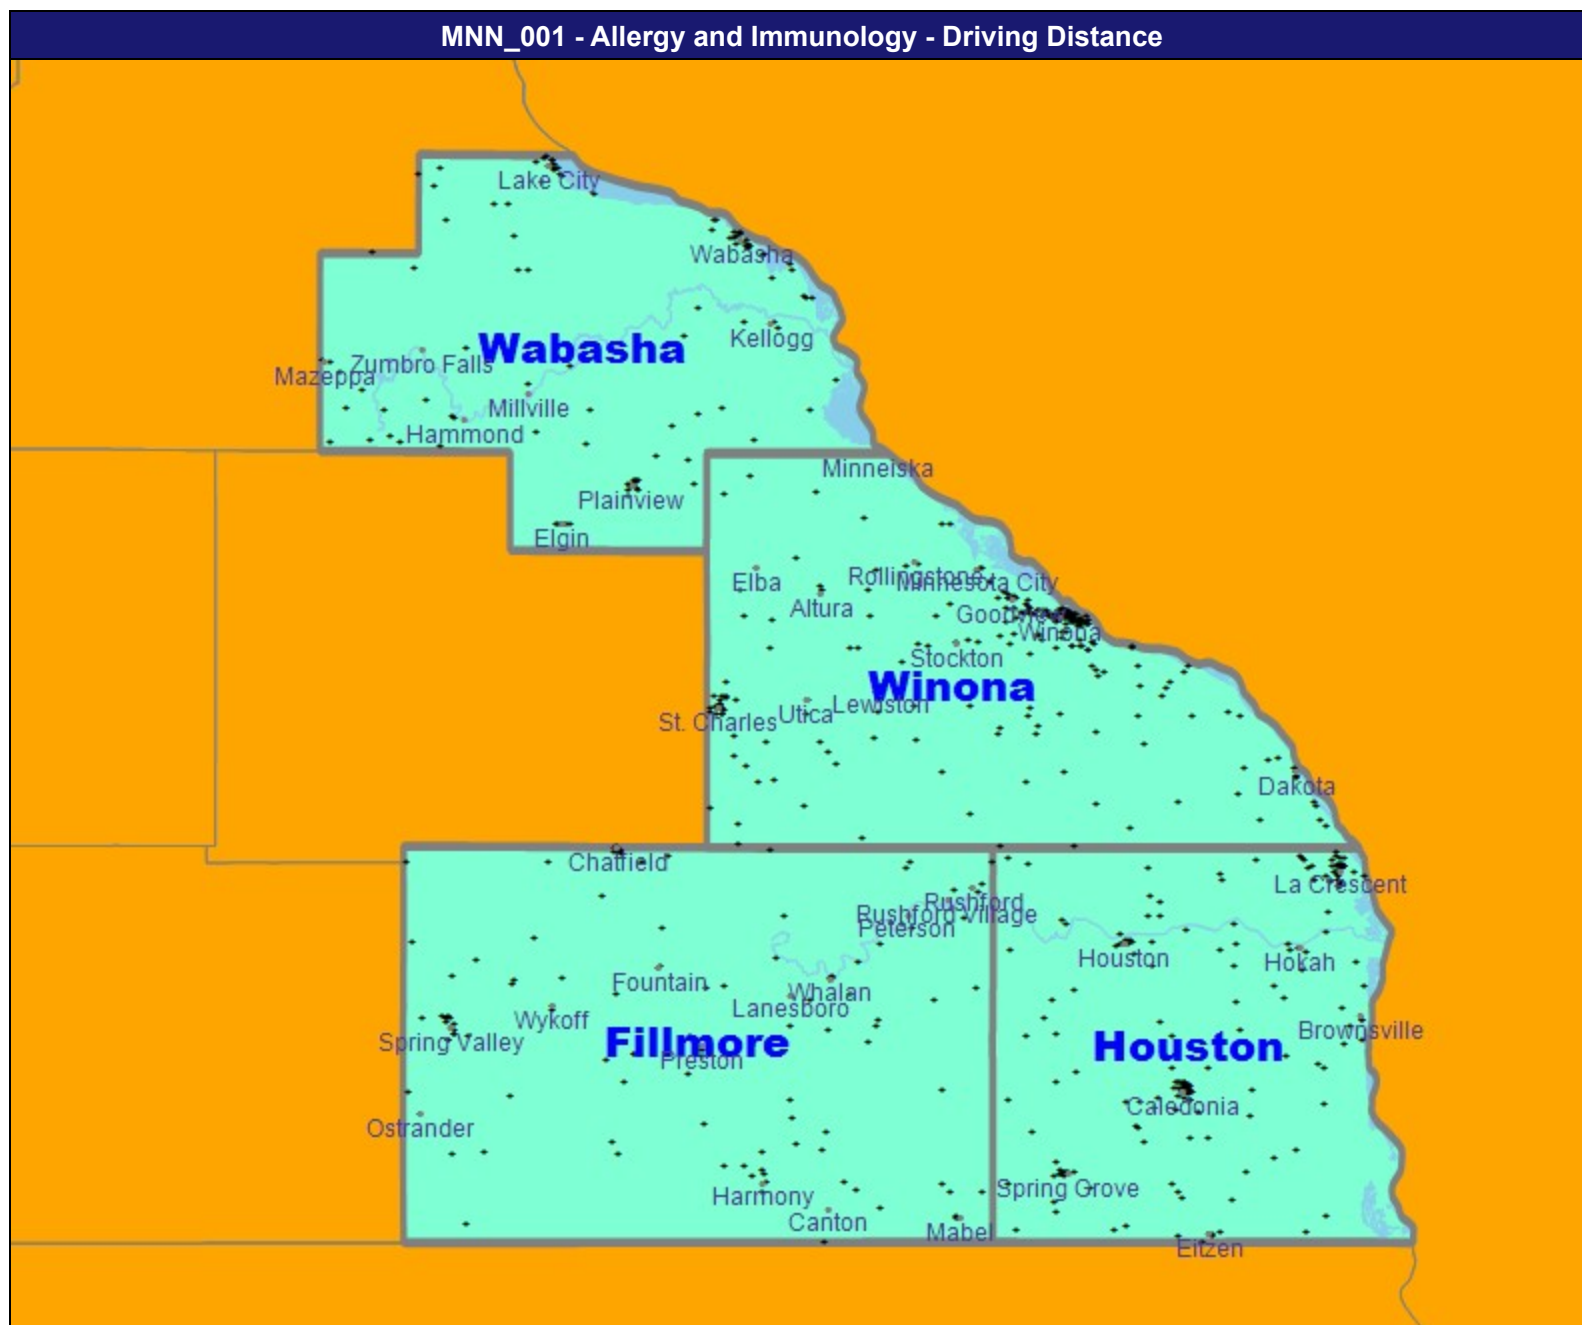 MNN_001 - Allergy and Immunology - Driving Distance
Lake City
Wabasha
Kellogg
Wabasha
Zumbro Falls
Mazeppa
Millville
Hammond
Minneiska
Plainview
Elgin
Rollingstone
Minnesota City
Elba
Altura
Goodview
Winona
Stockton
Winona
Lewiston
Utica
St. Charles
Dakota
Chatfield
La Crescent
Rushford
Rushford Village
Peterson
Houston
Hokah
Fountain
Whalan
Lanesboro
Wykoff
Brownsville
Spring Valley
Fillmore
Houston
Preston
Caledonia
Ostrander
Spring Grove
Harmony
Canton
Mabel
Eitzen